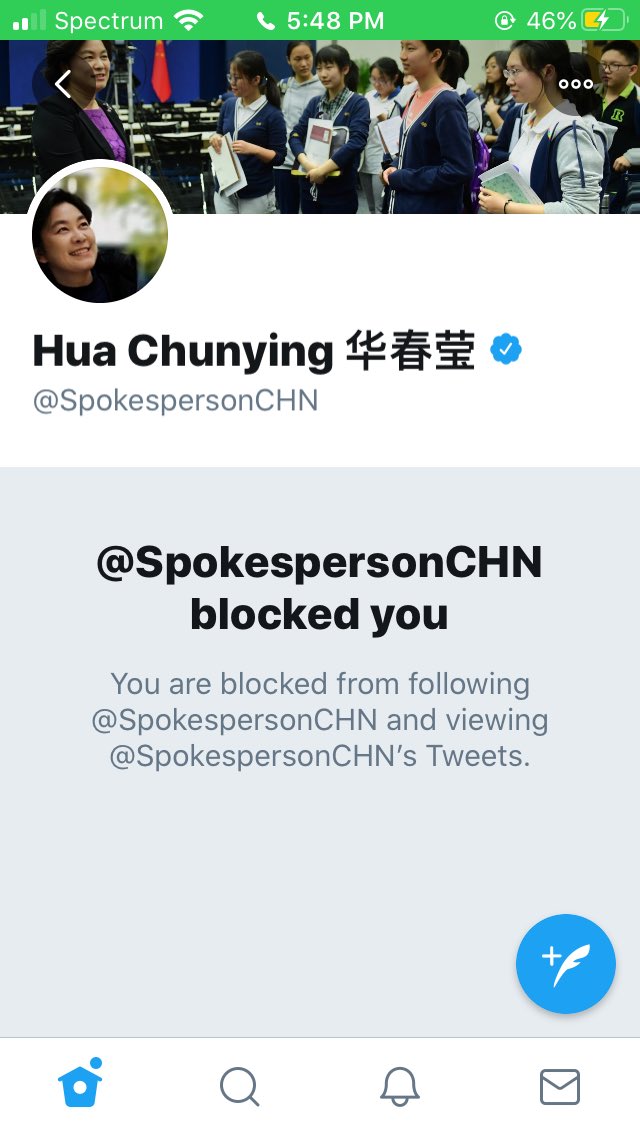 Spectrum 5:48 PM 46%
Hua Chunying 华春莹
@SpokespersonCHN
@SpokespersonCHN
blocked you
You are blocked from following
@SpokespersonCHN and viewing
@SpokespersonCHN’s Tweets.